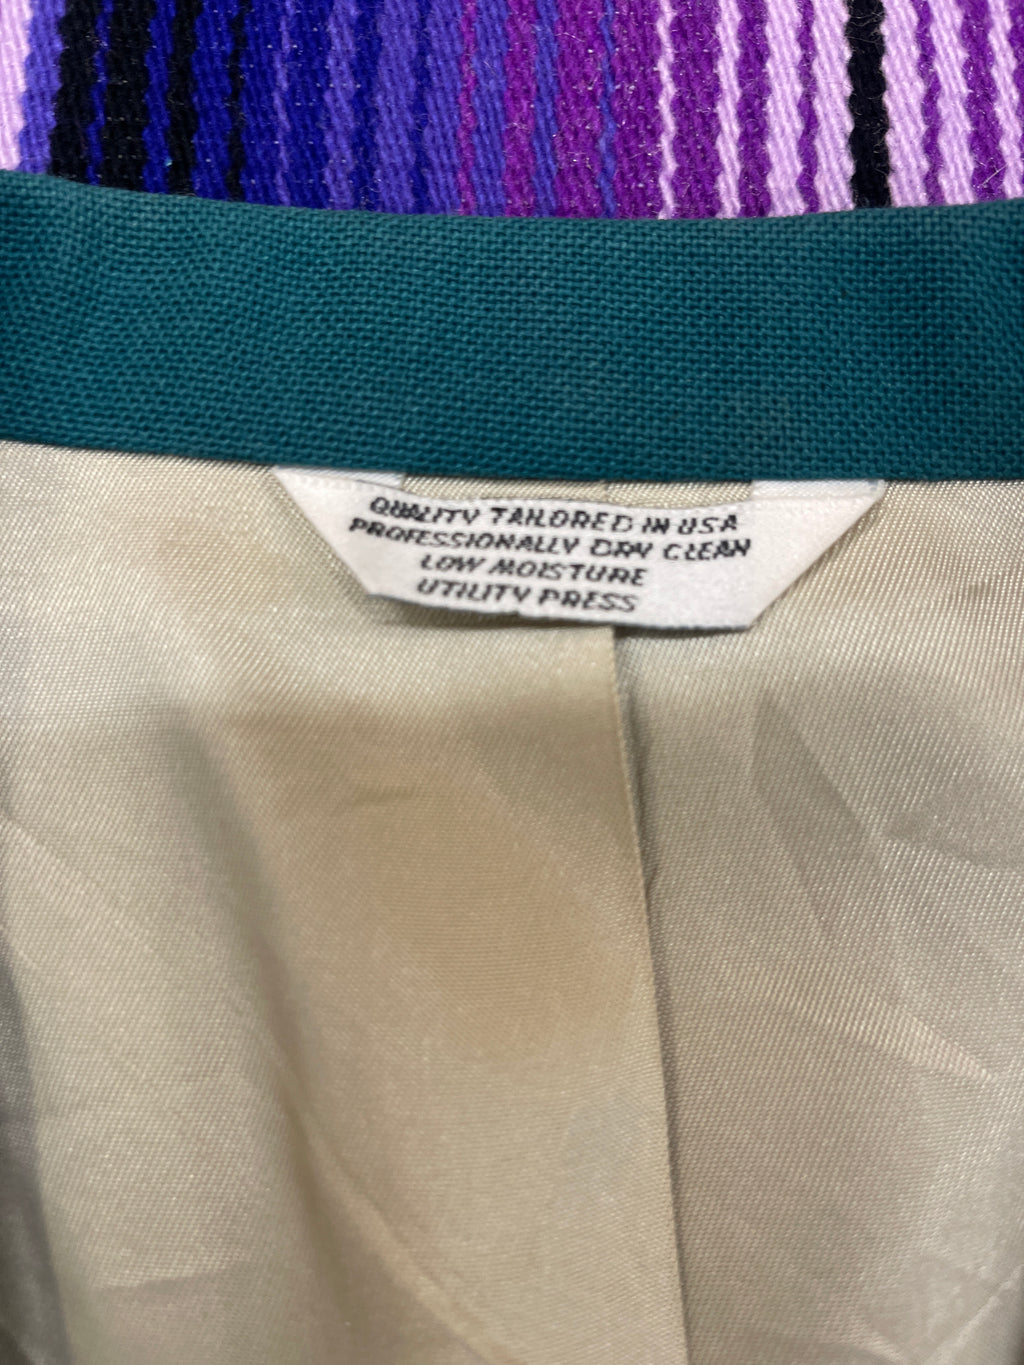 QUALITY TAILORED IN USA
PROFESSIONALLY DRY CLEAN
LOW MOISTURE
UTILITY PRESS